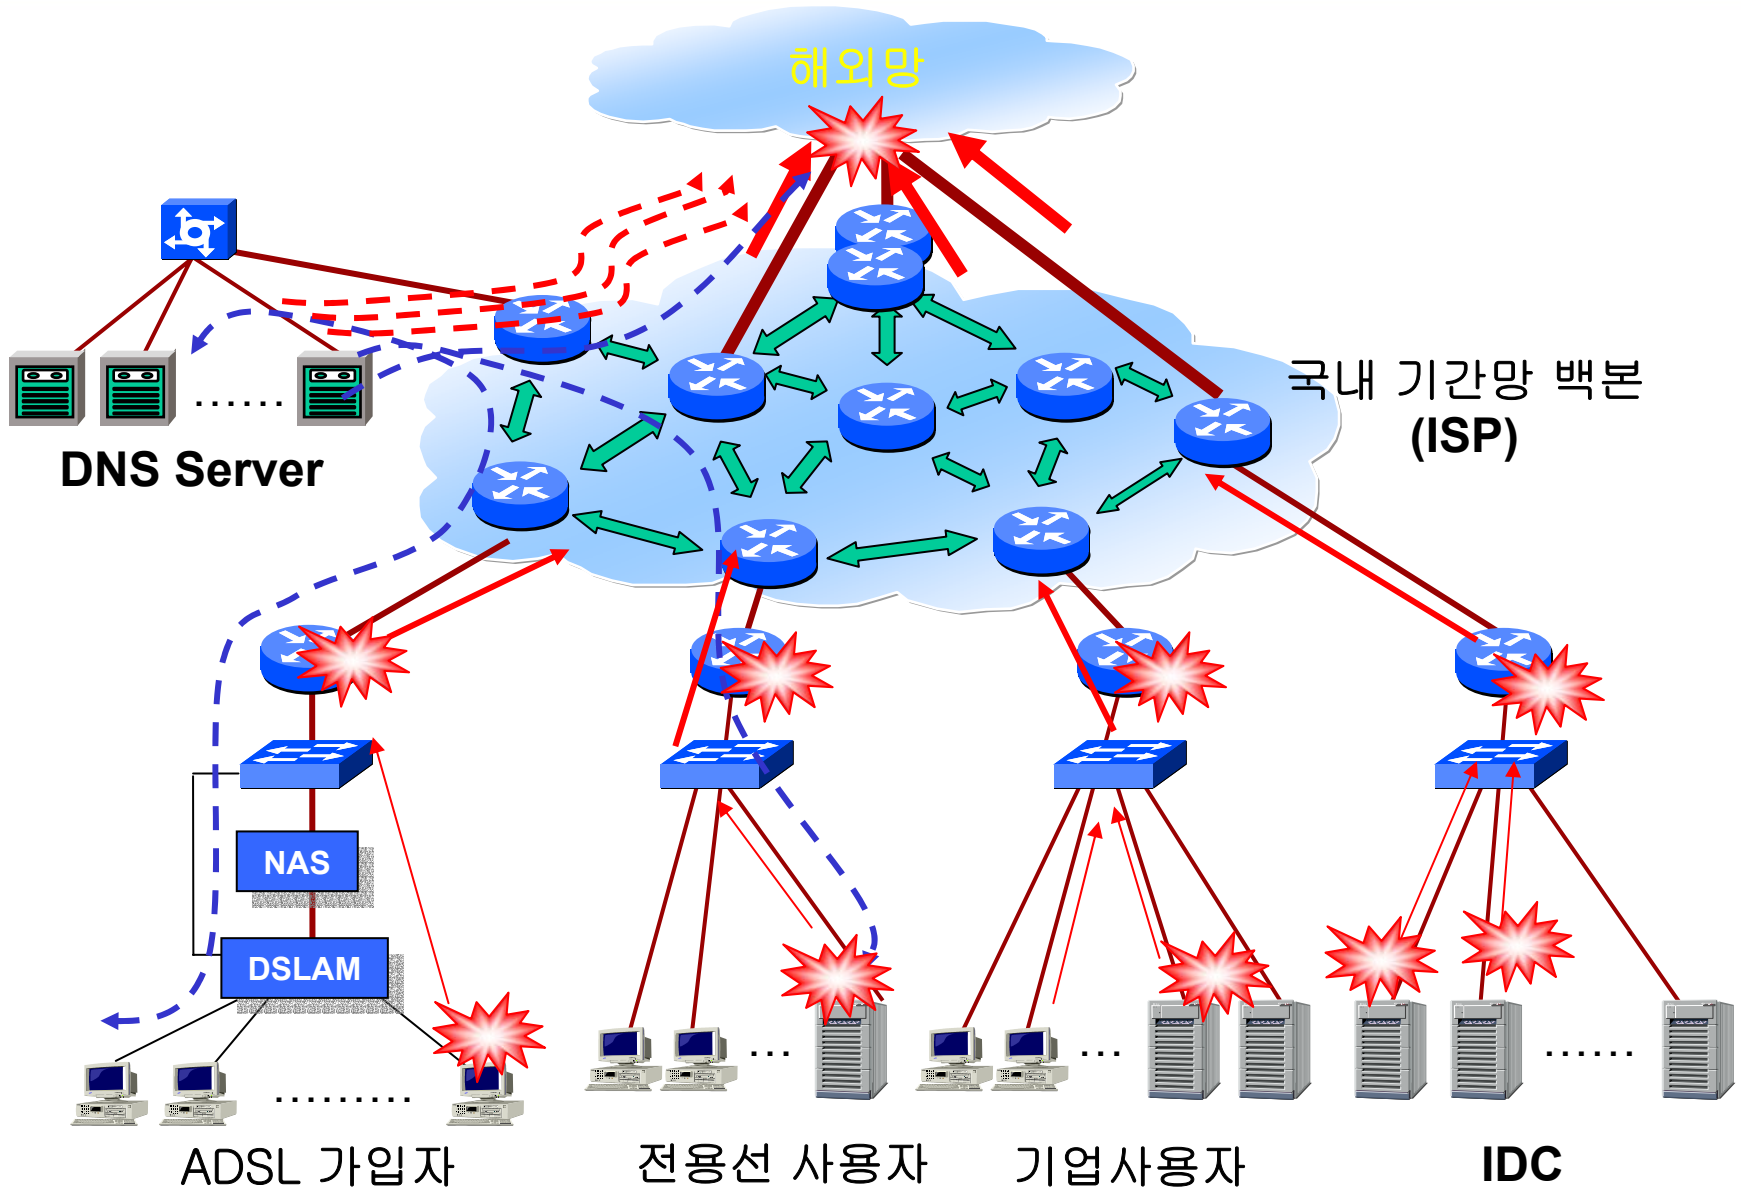 해외망
국내 기간망 백본
(ISP)
......
DNS Server
NAS
DSLAM
.........
...
...
......
ADSL 가입자
전용선 사용자
기업사용자
IDC